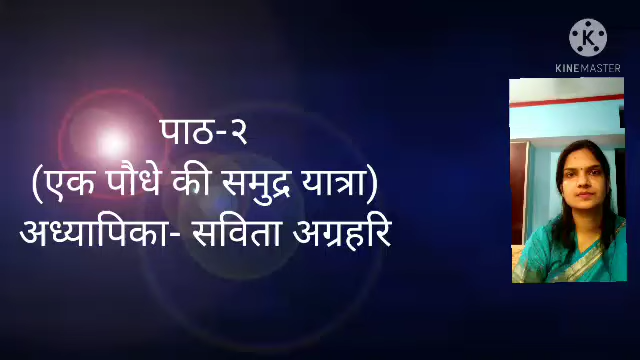 KINEMASTER
पाठ-२
(एक पौधे की समुद्र यात्रा)
अध्यापिका- सविता अग्रहरि